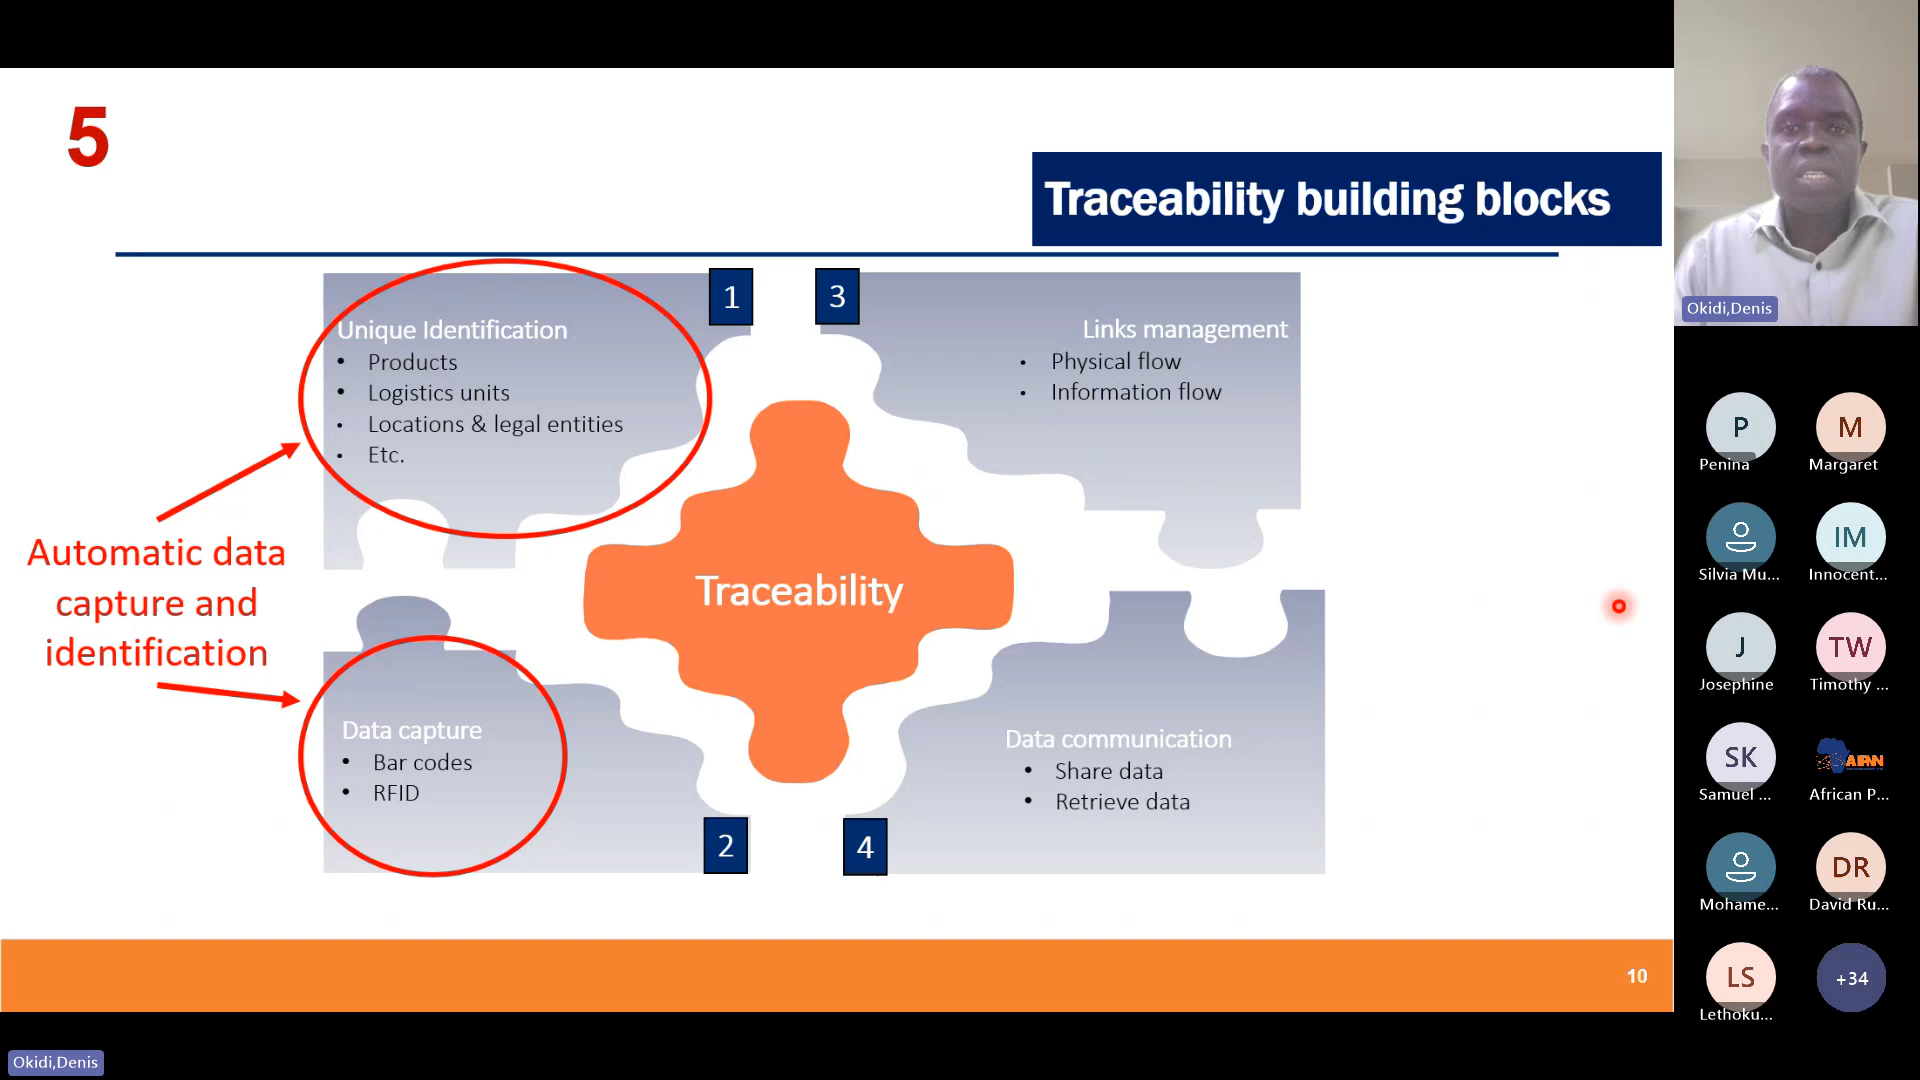 5
Traceability building blocks
1
Unique Identification
• Products
• Logistics units
• Locations & legal entities
• Etc.
3
Links management
• Physical flow
• Information flow
Automatic data
capture and
identification
Traceability
Data capture
• Bar codes
• RFID
2
Data communication
• Share data
• Retrieve data
4
10
Okidi,Denis
Okidi,Denis
P
Penina
M
Margaret
Silvia Mu...
IM
Innocent...
J
Josephine
TW
Timothy ...
SK
Samuel ...
African P...
Mohame...
DR
David Ru...
LS
Lethoku...
+34